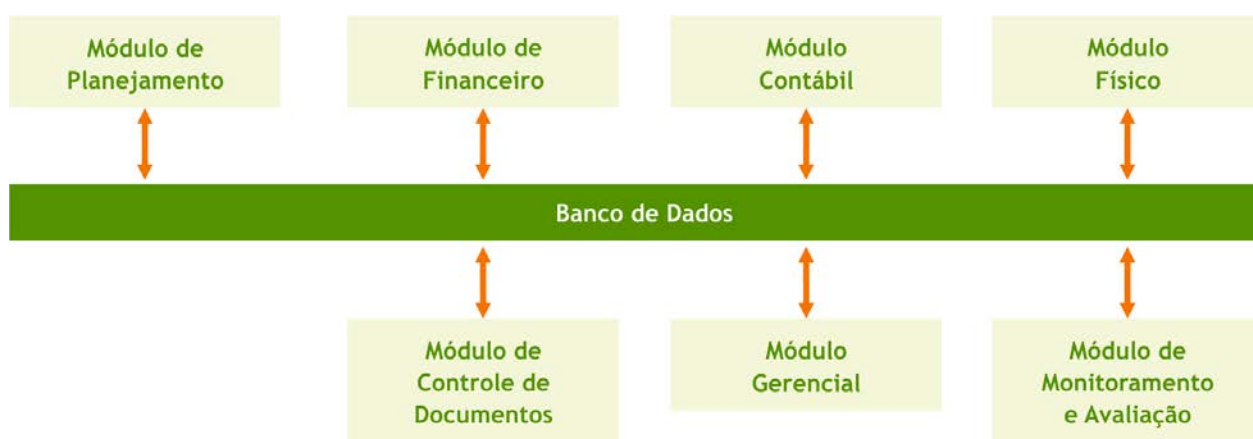 Módulo de
Planejamento
Módulo de
Financeiro
Módulo
Contábil
Módulo
Físico
Banco de Dados
Módulo de
Controle de
Documentos
Módulo
Gerencial
Módulo de
Monitoramento
e Avaliação